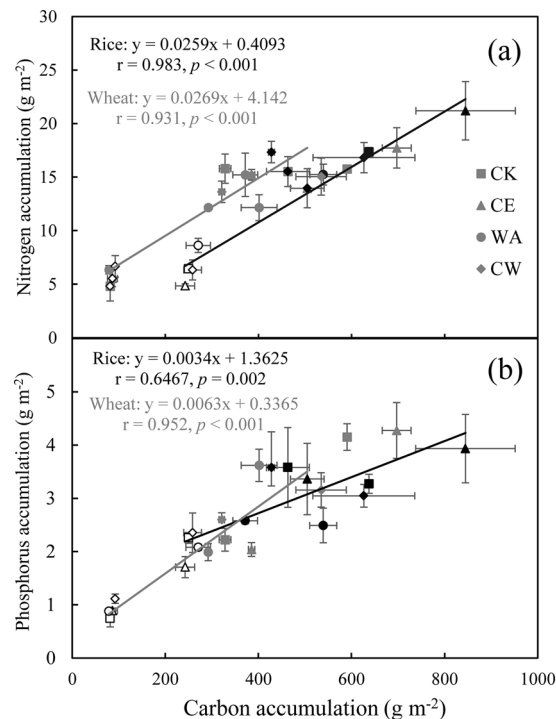 30
25
20
15
10
5
0
Nitrogen accumulation (g m⁻²)
Rice: y = 0.0259x + 0.4093
r = 0.983, p < 0.001
Wheat: y = 0.0269x + 4.142
r = 0.931, p < 0.001
(a)
CK
CE
WA
CW
5
4
3
2
1
0
Phosphorus accumulation (g m⁻²)
Rice: y = 0.0034x + 1.3625
r = 0.6467, p = 0.002
Wheat: y = 0.0063x + 0.3365
r = 0.952, p < 0.001
(b)
0 200 400 600 800 1000
Carbon accumulation (g m⁻²)